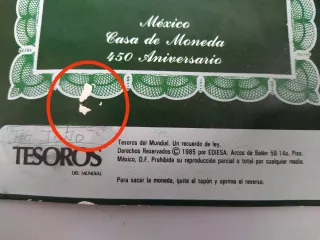 México
Casa de Moneda
450 Aniversario
TESOROS
DEL MUNDIAL
Tesoros del Mundial. Un recuerdo de ley.
Derechos Reservados © 1985 por EDIESA, Arcos de Belén 58 14o. Piso,
México, D.F. Prohibida su reproducción parcial o total por cualquier medio.
Para sacar la moneda, quite el tapón y oprima el reverso.